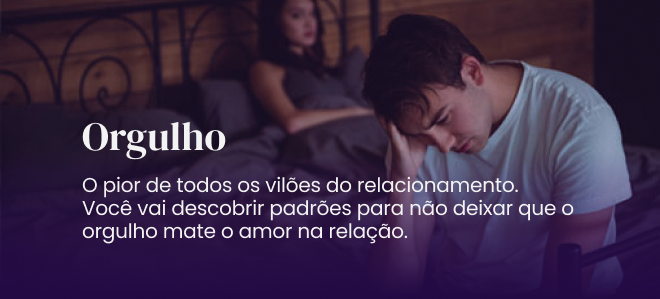 Orgulho
O pior de todos os vilões do relacionamento.
Você vai descobrir padrões para não deixar que o
orgulho mate o amor na relação.